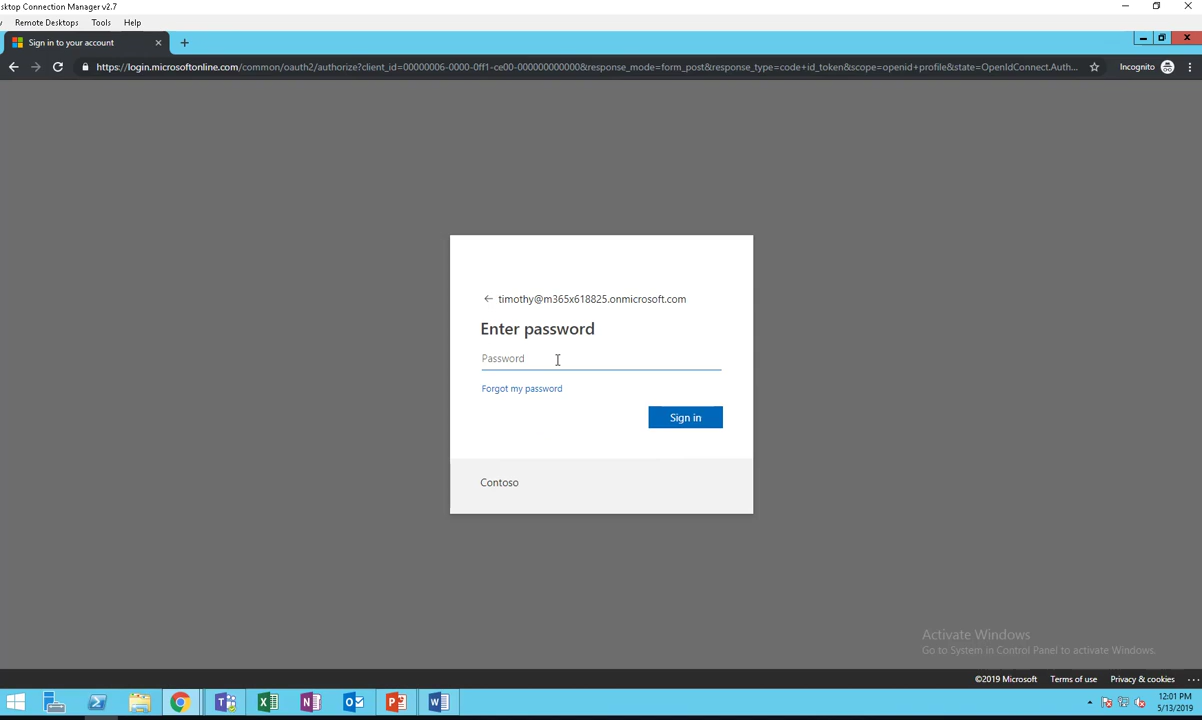 sktop Connection Manager v2.7
Remote Desktops Tools Help
Sign in to your account
https://login.microsoftonline.com/common/oauth2/authorize?client_id=00000006-0000-0ff1-ce00-000000000000&response_mode=form_post&response_type=code+id_token&scope=openid+profile&state=OpenIdConnect.Auth... Incognito
timothy@m365x618825.onmicrosoft.com
Enter password
Password
Forgot my password
Sign in
Contoso
Activate Windows
Go to System in Control Panel to activate Windows.
©2019 Microsoft Terms of use Privacy & cookies ...
12:01 PM
5/13/2019